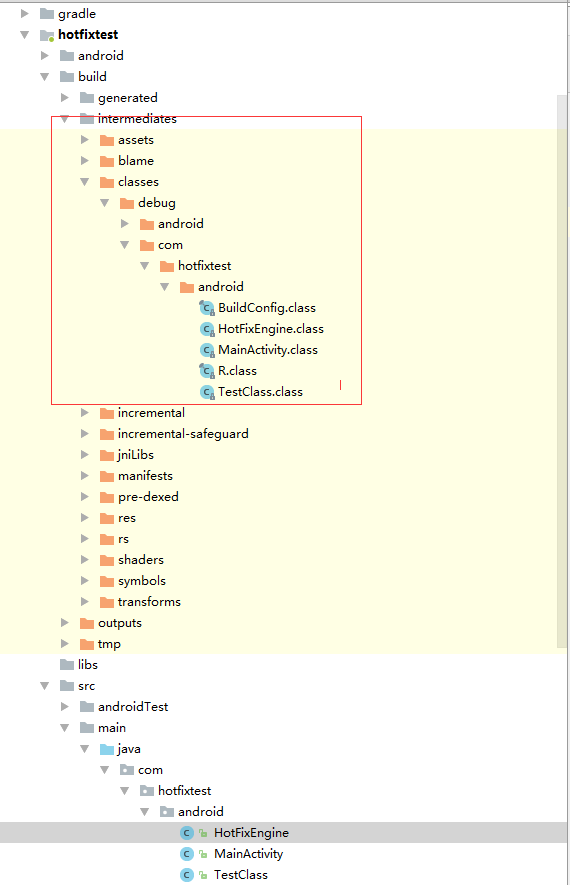 gradle
hotfixtest
android
build
generated
intermediates
assets
blame
classes
debug
android
com
hotfixtest
android
BuildConfig.class
HotFixEngine.class
MainActivity.class
R.class
TestClass.class
incremental
incremental-safeguard
jniLibs
manifests
pre-dexed
res
rs
shaders
symbols
transforms
outputs
tmp
libs
src
androidTest
main
java
com
hotfixtest
android
HotFixEngine
MainActivity
TestClass